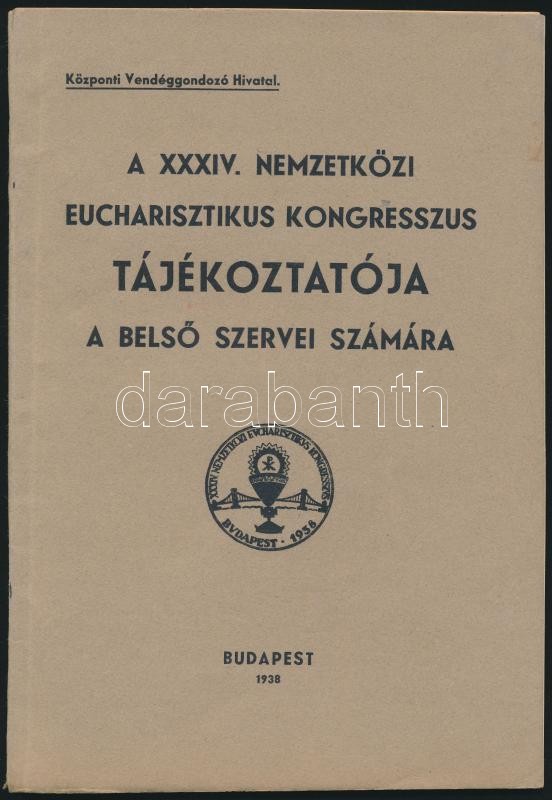 Központi Vendéggondozó Hivatal.
A XXXIV. NEMZETKÖZI
EUCHARISZTIKUS KONGRESSZUS
TÁJÉKOZTATÓJA
A BELSŐ SZERVEI SZÁMÁRA
darabanth
XXXIV NEMZETKÖZI EUCHARISZTIKUS KONGRESSZUS
BVDAPEST · 1938
BUDAPEST
1938